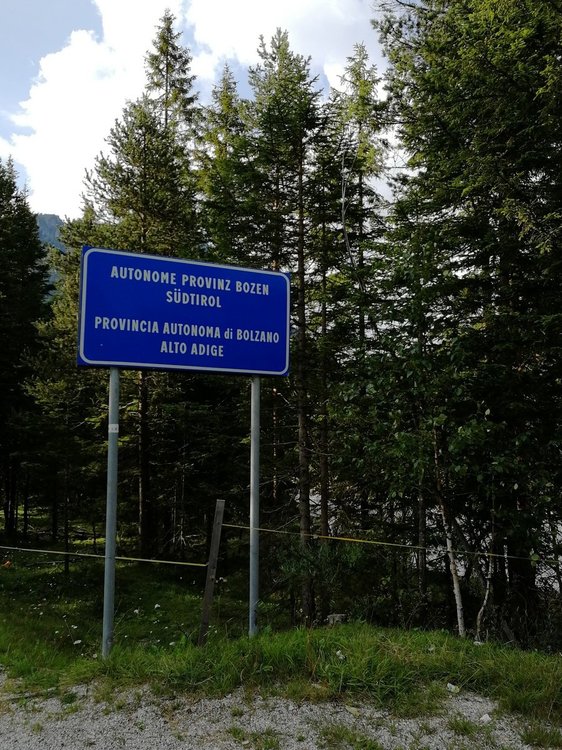 AUTONOME PROVINZ BOZEN
SÜDTIROL
PROVINCIA AUTONOMA di BOLZANO
ALTO ADIGE